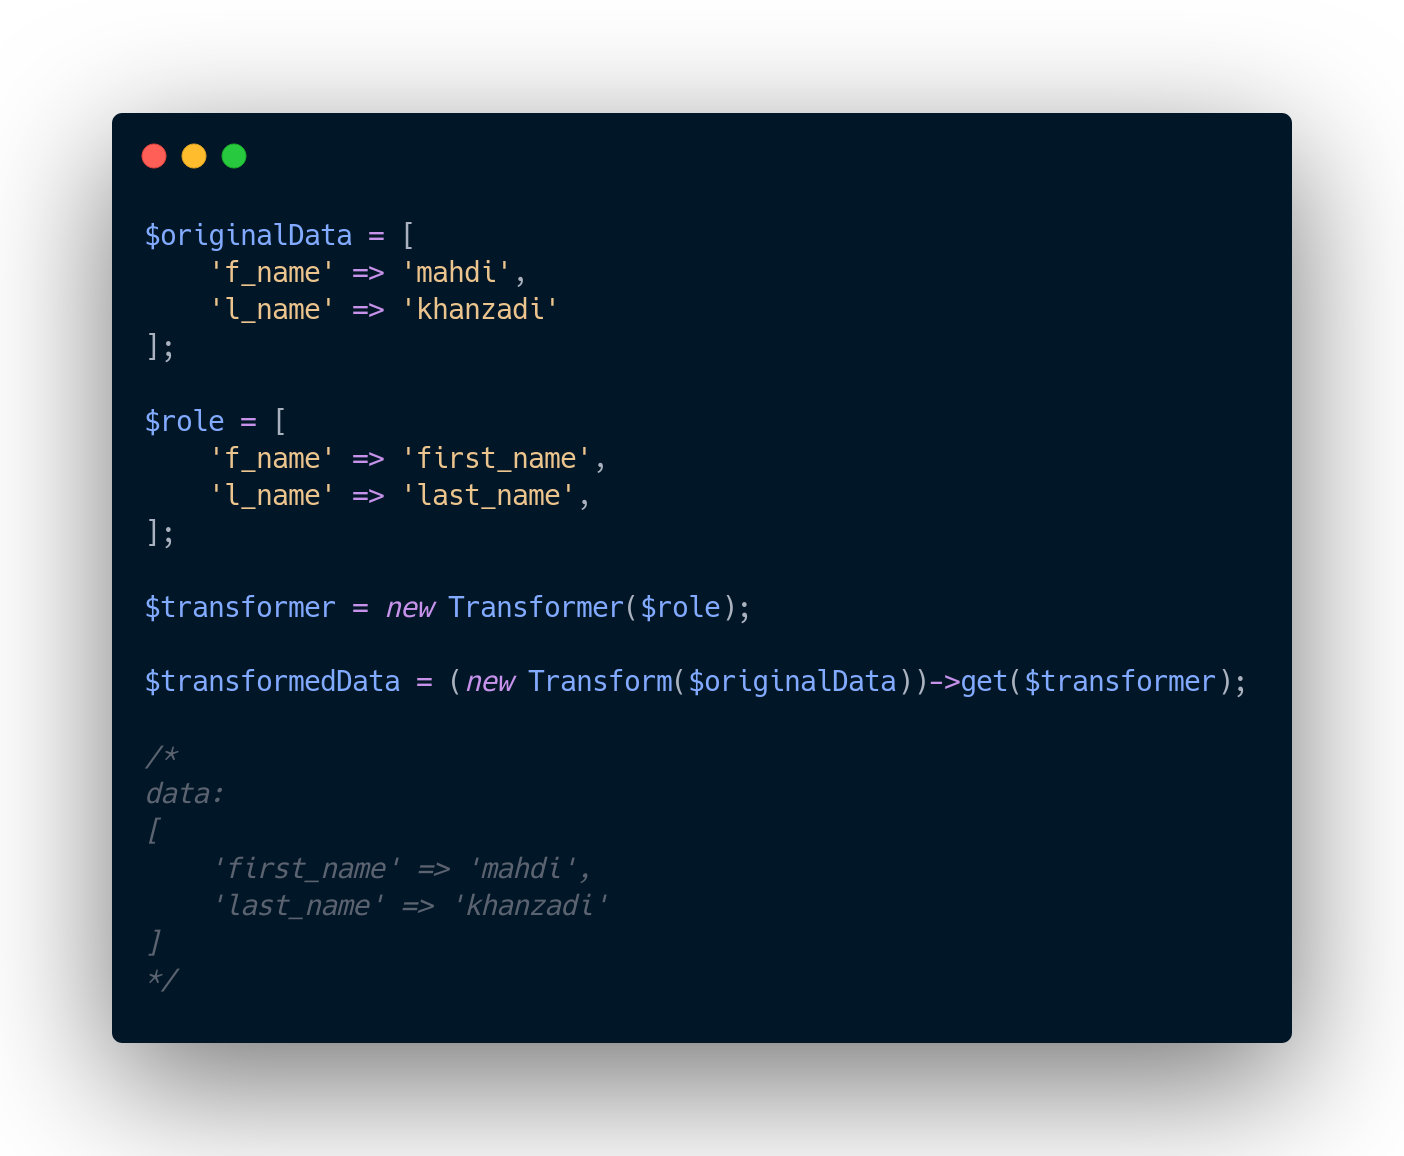 $originalData = [
    'f_name' => 'mahdi',
    'l_name' => 'khanzadi'
];
$role = [
    'f_name' => 'first_name',
    'l_name' => 'last_name',
];
$transformer = new Transformer($role);
$transformedData = (new Transform($originalData))->get($transformer);
/*
data:
[
    'first_name' => 'mahdi',
    'last_name' => 'khanzadi'
]
*/